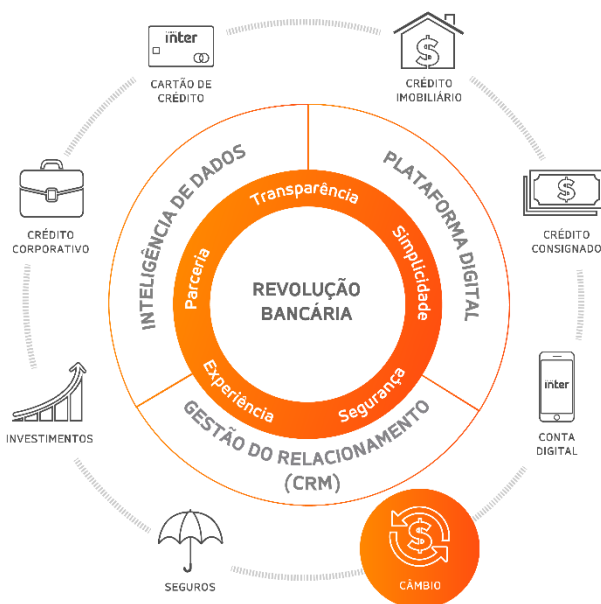 inter
CARTÃO DE
CRÉDITO
CRÉDITO
IMOBILIÁRIO
CRÉDITO
CORPORATIVO
CRÉDITO
CONSIGNADO
INTELIGÊNCIA DE DADOS
PLATAFORMA DIGITAL
Transparência
Parceria
Simplicidade
REVOLUÇÃO
BANCÁRIA
Experiência
Segurança
GESTÃO DO RELACIONAMENTO
(CRM)
INVESTIMENTOS
inter
CONTA
DIGITAL
SEGUROS
CÂMBIO